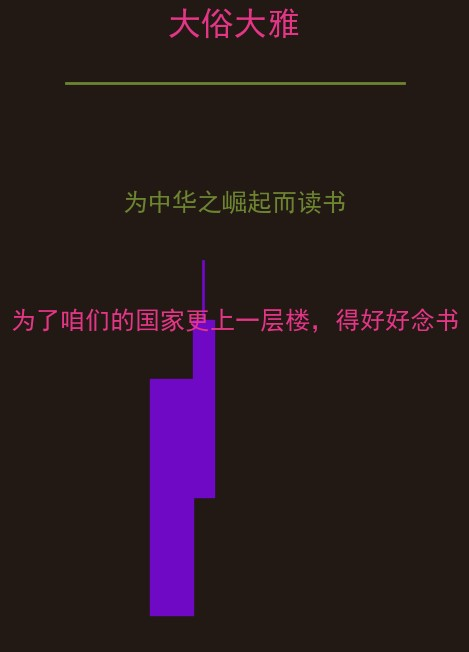 大俗大雅
为中华之崛起而读书
为了咱们的国家更上一层楼，得好好念书